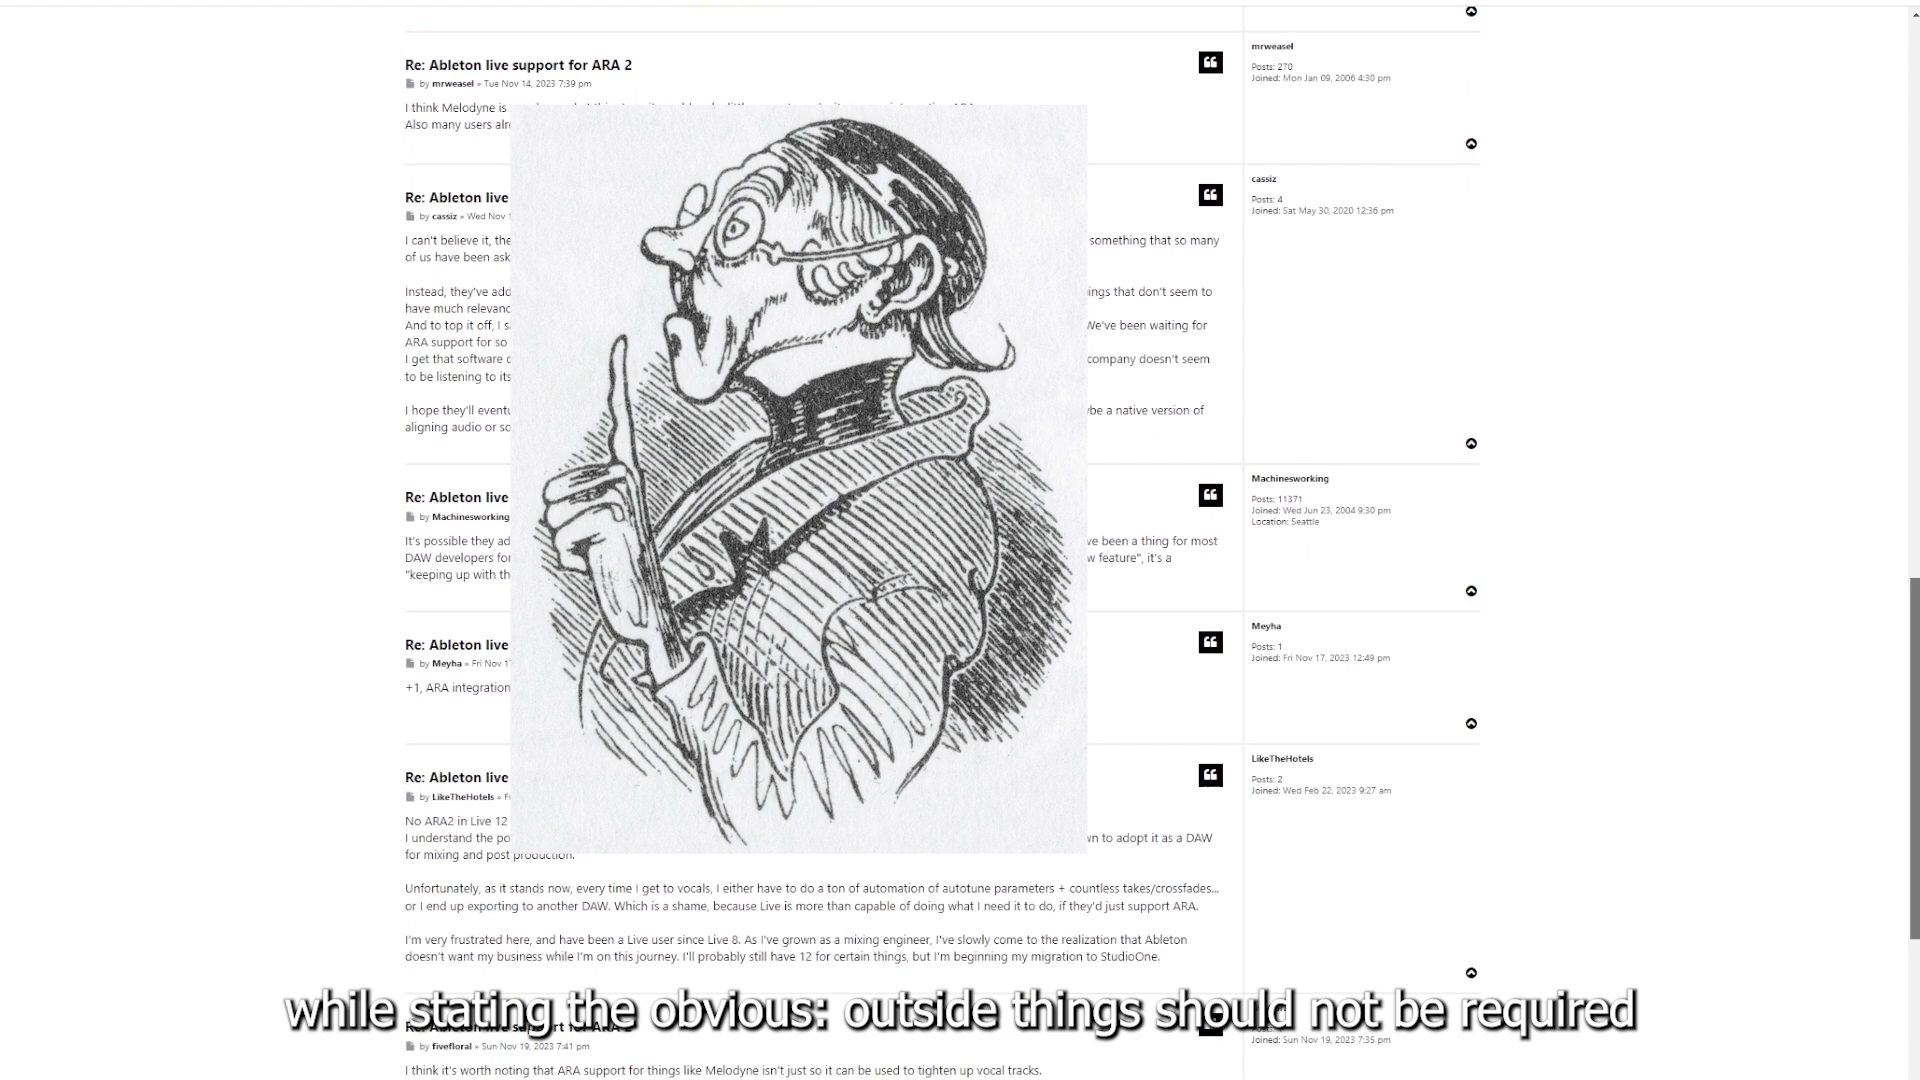 Re: Ableton live support for ARA 2
by mrweasel » Tue Nov 14, 2023 7:39 pm
I think Melodyne is
Also many users
mrweasel
Posts: 270
Joined: Mon Jan 09, 2006 4:30 pm
Re: Ableton live
by cassiz » Wed Nov
I can't believe it, the
something that so many
of us have been ask
Instead, they've add
ings that don't seem to
have much relevanc
And to top it off, I s
We've been waiting for
ARA support for so
I get that software
company doesn't seem
to be listening to its
I hope they'll eventu
be a native version of
aligning audio or so
cassiz
Posts: 4
Joined: Sat May 30, 2020 12:36 pm
Re: Ableton live
by Machinesworking
It's possible they ad
ve been a thing for most
DAW developers for
w feature", it's a
"keeping up with th
Machinesworking
Posts: 11371
Joined: Wed Jun 23, 2004 9:30 pm
Location: Seattle
Re: Ableton live
by Meyha » Fri Nov 17
+1, ARA integration
Meyha
Posts: 1
Joined: Fri Nov 17, 2023 12:49 pm
Re: Ableton live
by LikeTheHotels »
No ARA2 in Live 12
I understand the po
wn to adopt it as a DAW
for mixing and post production.
Unfortunately, as it stands now, every time I get to vocals, I either have to do a ton of automation of autotune parameters + countless takes/crossfades...
or I end up exporting to another DAW. Which is a shame, because Live is more than capable of doing what I need it to do, if they'd just support ARA.
I'm very frustrated here, and have been a Live user since Live 8. As I've grown as a mixing engineer, I've slowly come to the realization that Ableton
doesn't want my business while I'm on this journey. I'll probably still have 12 for certain things, but I'm beginning my migration to StudioOne.
LikeTheHotels
Posts: 2
Joined: Wed Feb 22, 2023 9:27 am
while stating the obvious: outside things should not be required
Re: Ableton live support for ARA 2
by fivefloral » Sun Nov 19, 2023 7:41 pm
I think it's worth noting that ARA support for things like Melodyne isn't just so it can be used to tighten up vocal tracks.
Joined: Sun Nov 19, 2023 7:35 pm